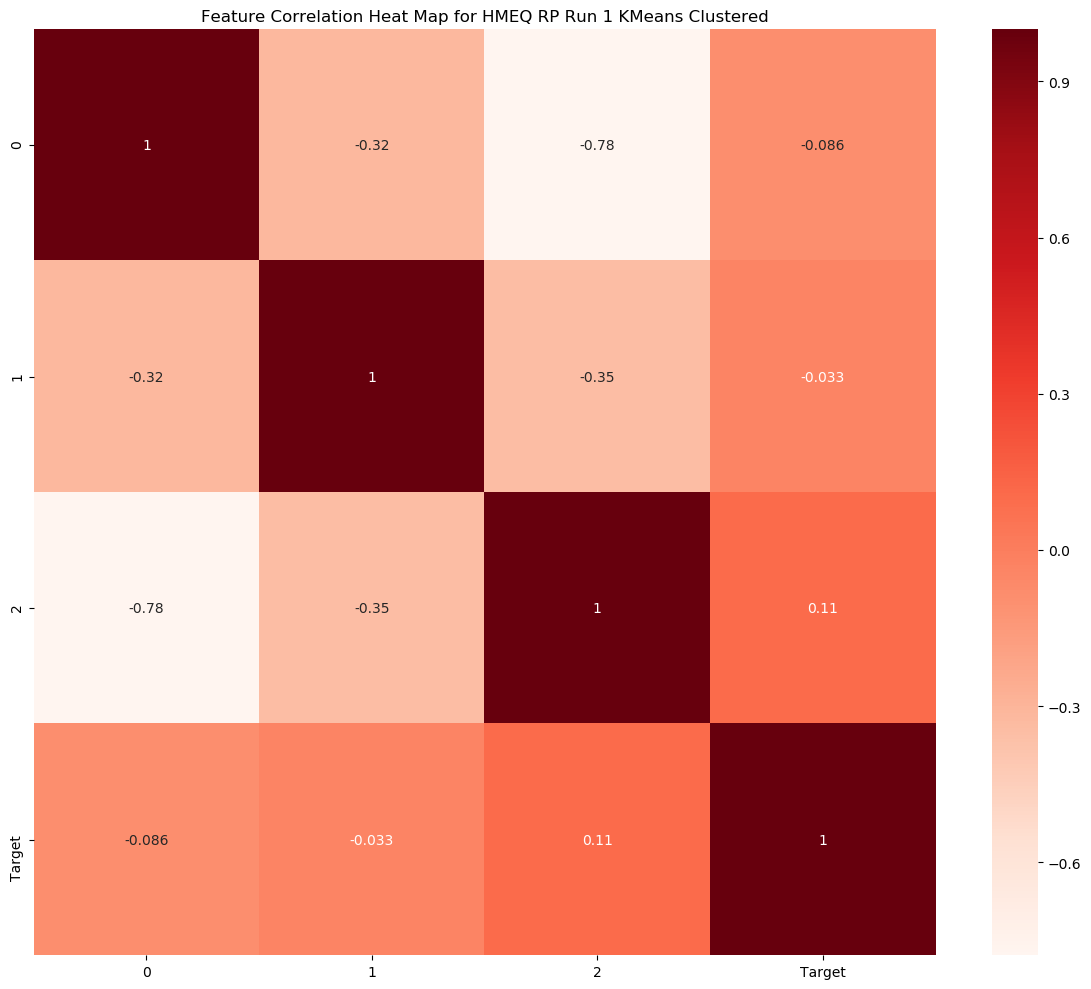 Feature Correlation Heat Map for HMEQ RP Run 1 KMeans Clustered
0 1 -0.32 -0.78 -0.086
1 -0.32 1 -0.35 -0.033
2 -0.78 -0.35 1 0.11
Target -0.086 -0.033 0.11 1
0 1 2 Target
0.9
0.6
0.3
0.0
−0.3
−0.6